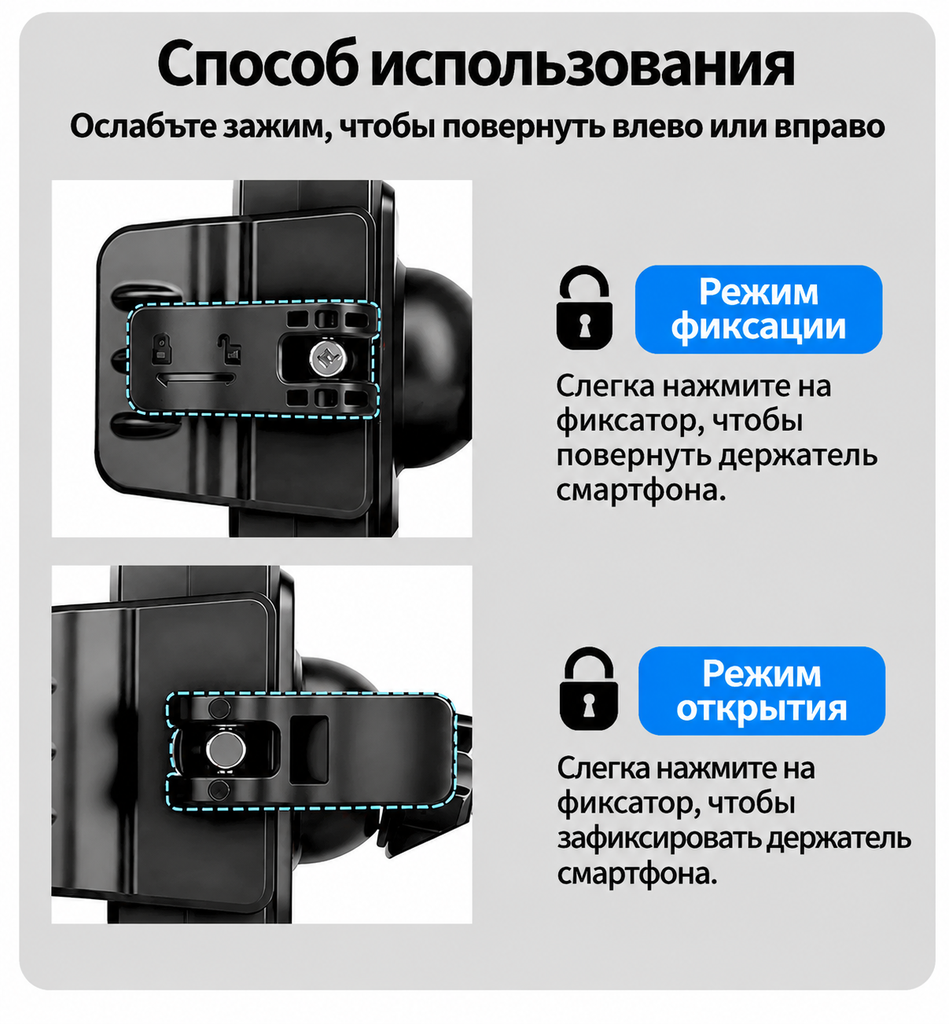 Способ использования
Ослабъте зажим, чтобы повернуть влево или вправо
Режим
фиксации
Слегка нажмите на
фиксатор, чтобы
повернуть держатель
смартфона.
Режим
открытия
Слегка нажмите на
фиксатор, чтобы
зафиксировать держатель
смартфона.